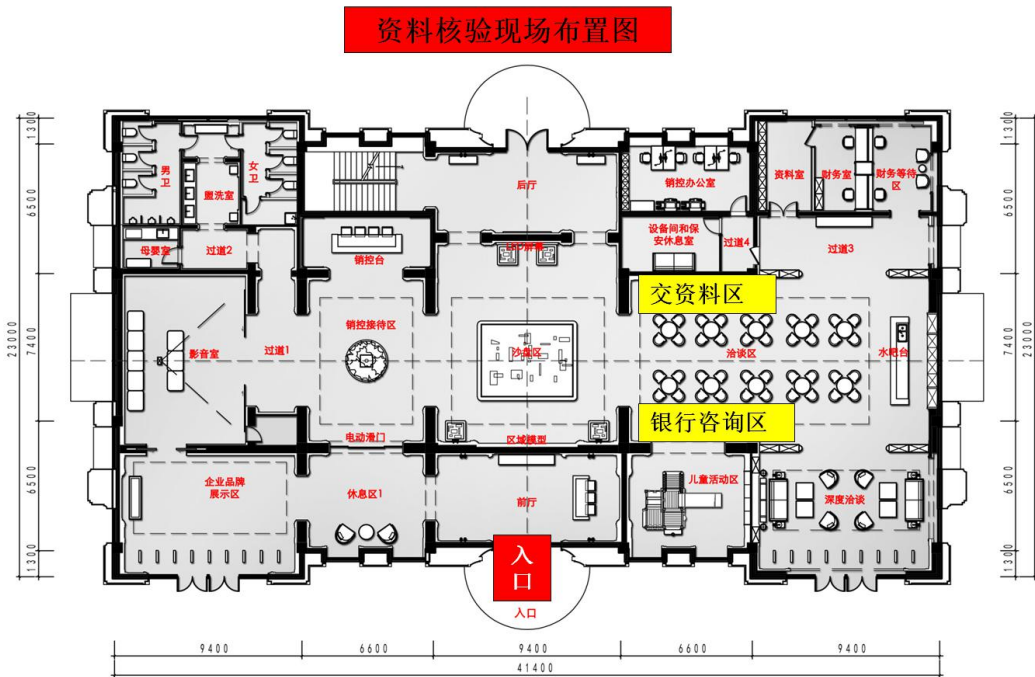 资料核验现场布置图
1300
6500
7400
6500
1300
23000
男卫
盥洗室
女卫
母婴室
过道2
后厅
销控台
销控办公室
设备间和保安休息室
过道4
资料室
财务室
财务等待区
过道3
交资料区
影音室
过道1
销控接待区
沙盘区
洽谈区
水吧台
银行咨询区
电动滑门
区域模型
企业品牌展示区
休息区1
前厅
儿童活动区
深度洽谈
入口
入口
1300
6500
7400
6500
1300
23000
9400
6600
9400
6600
9400
41400